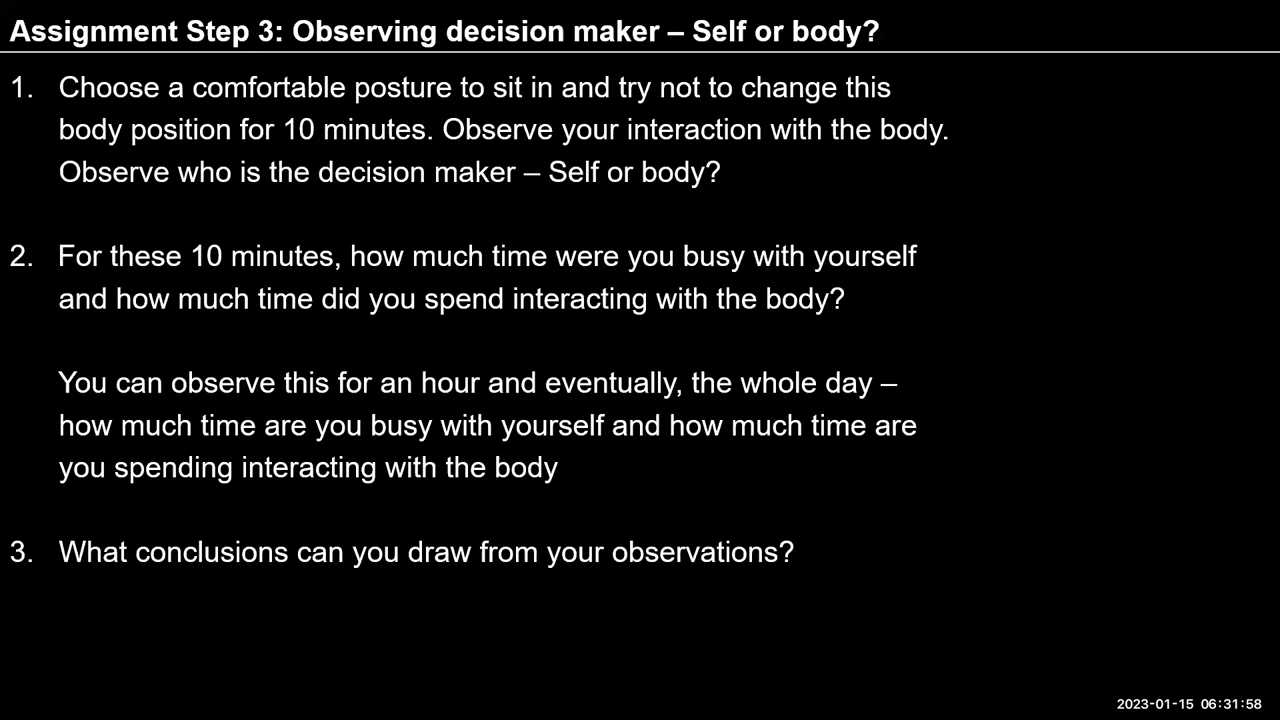 Assignment Step 3: Observing decision maker – Self or body?
1. Choose a comfortable posture to sit in and try not to change this
body position for 10 minutes. Observe your interaction with the body.
Observe who is the decision maker – Self or body?
2. For these 10 minutes, how much time were you busy with yourself
and how much time did you spend interacting with the body?
You can observe this for an hour and eventually, the whole day –
how much time are you busy with yourself and how much time are
you spending interacting with the body
3. What conclusions can you draw from your observations?
2023-01-15 06:31:58